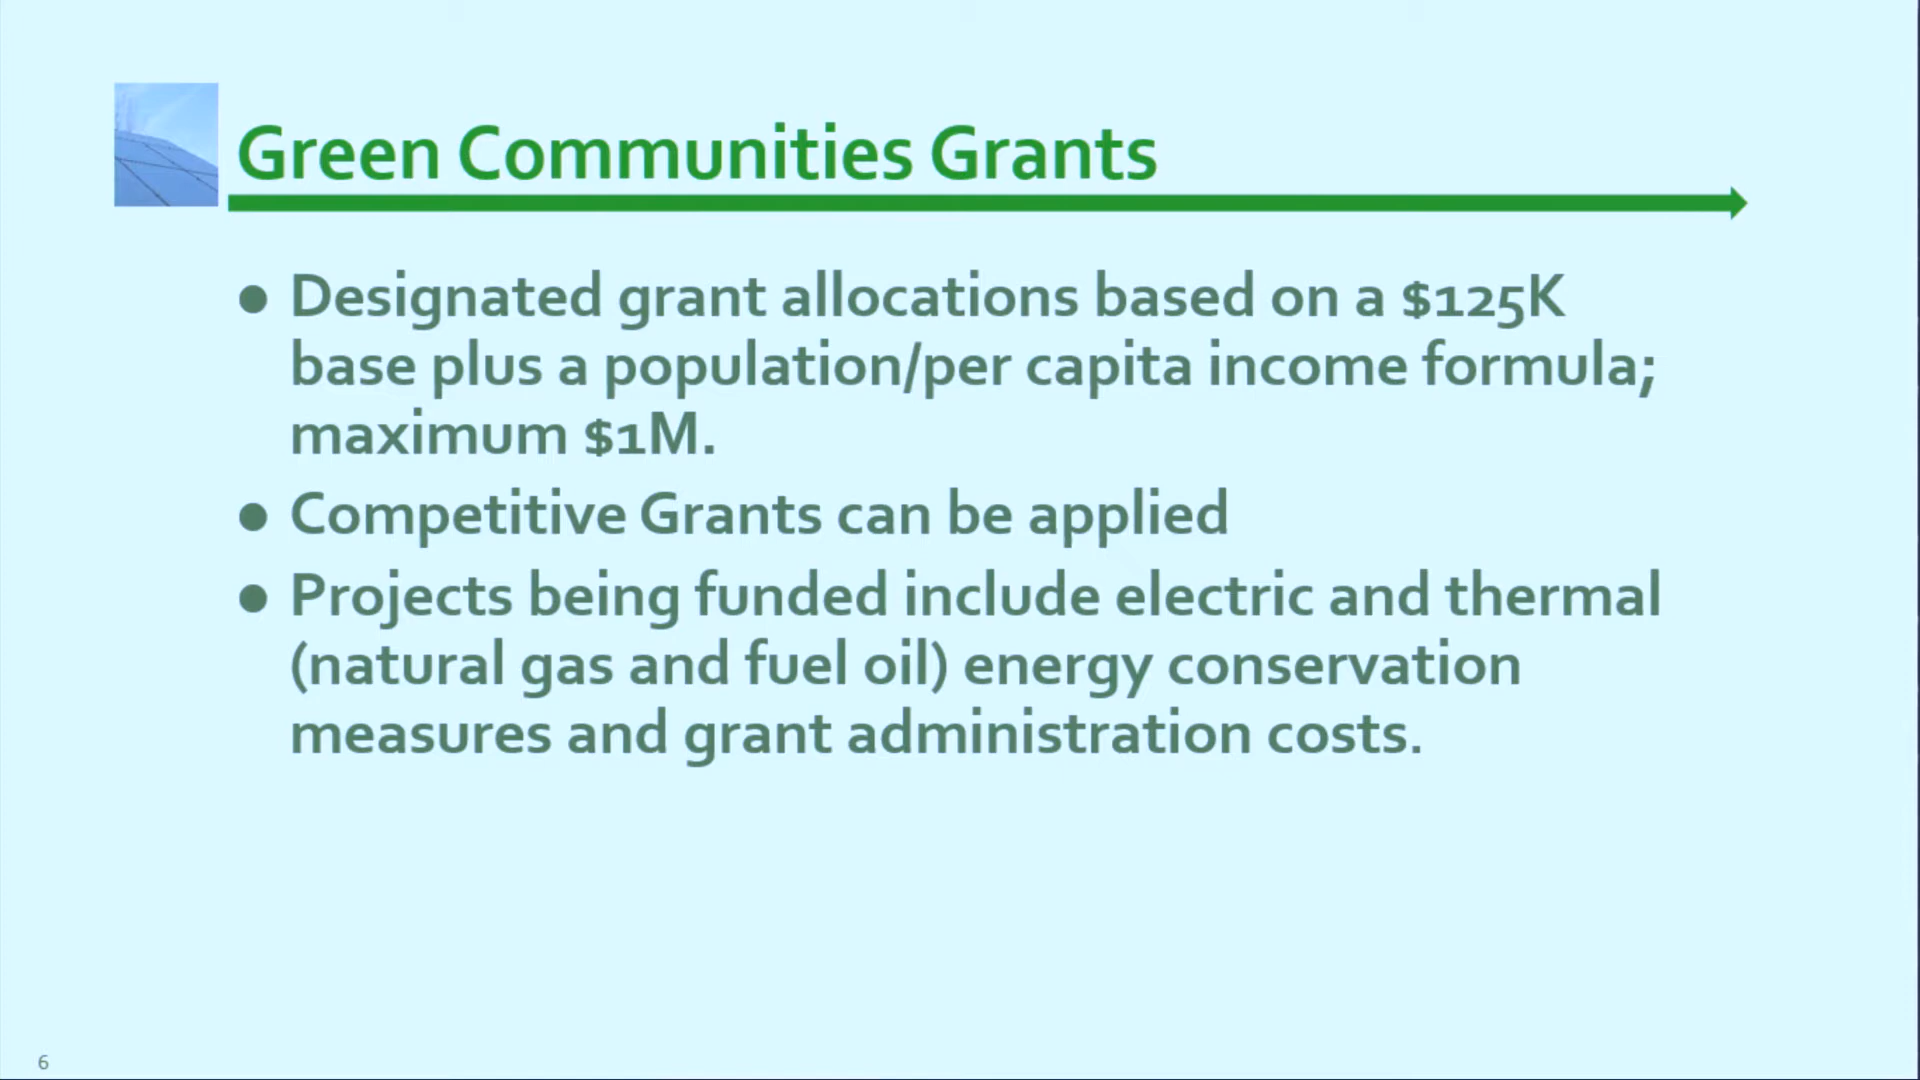 Green Communities Grants
● Designated grant allocations based on a $125K
base plus a population/per capita income formula;
maximum $1M.
● Competitive Grants can be applied
● Projects being funded include electric and thermal
(natural gas and fuel oil) energy conservation
measures and grant administration costs.
6